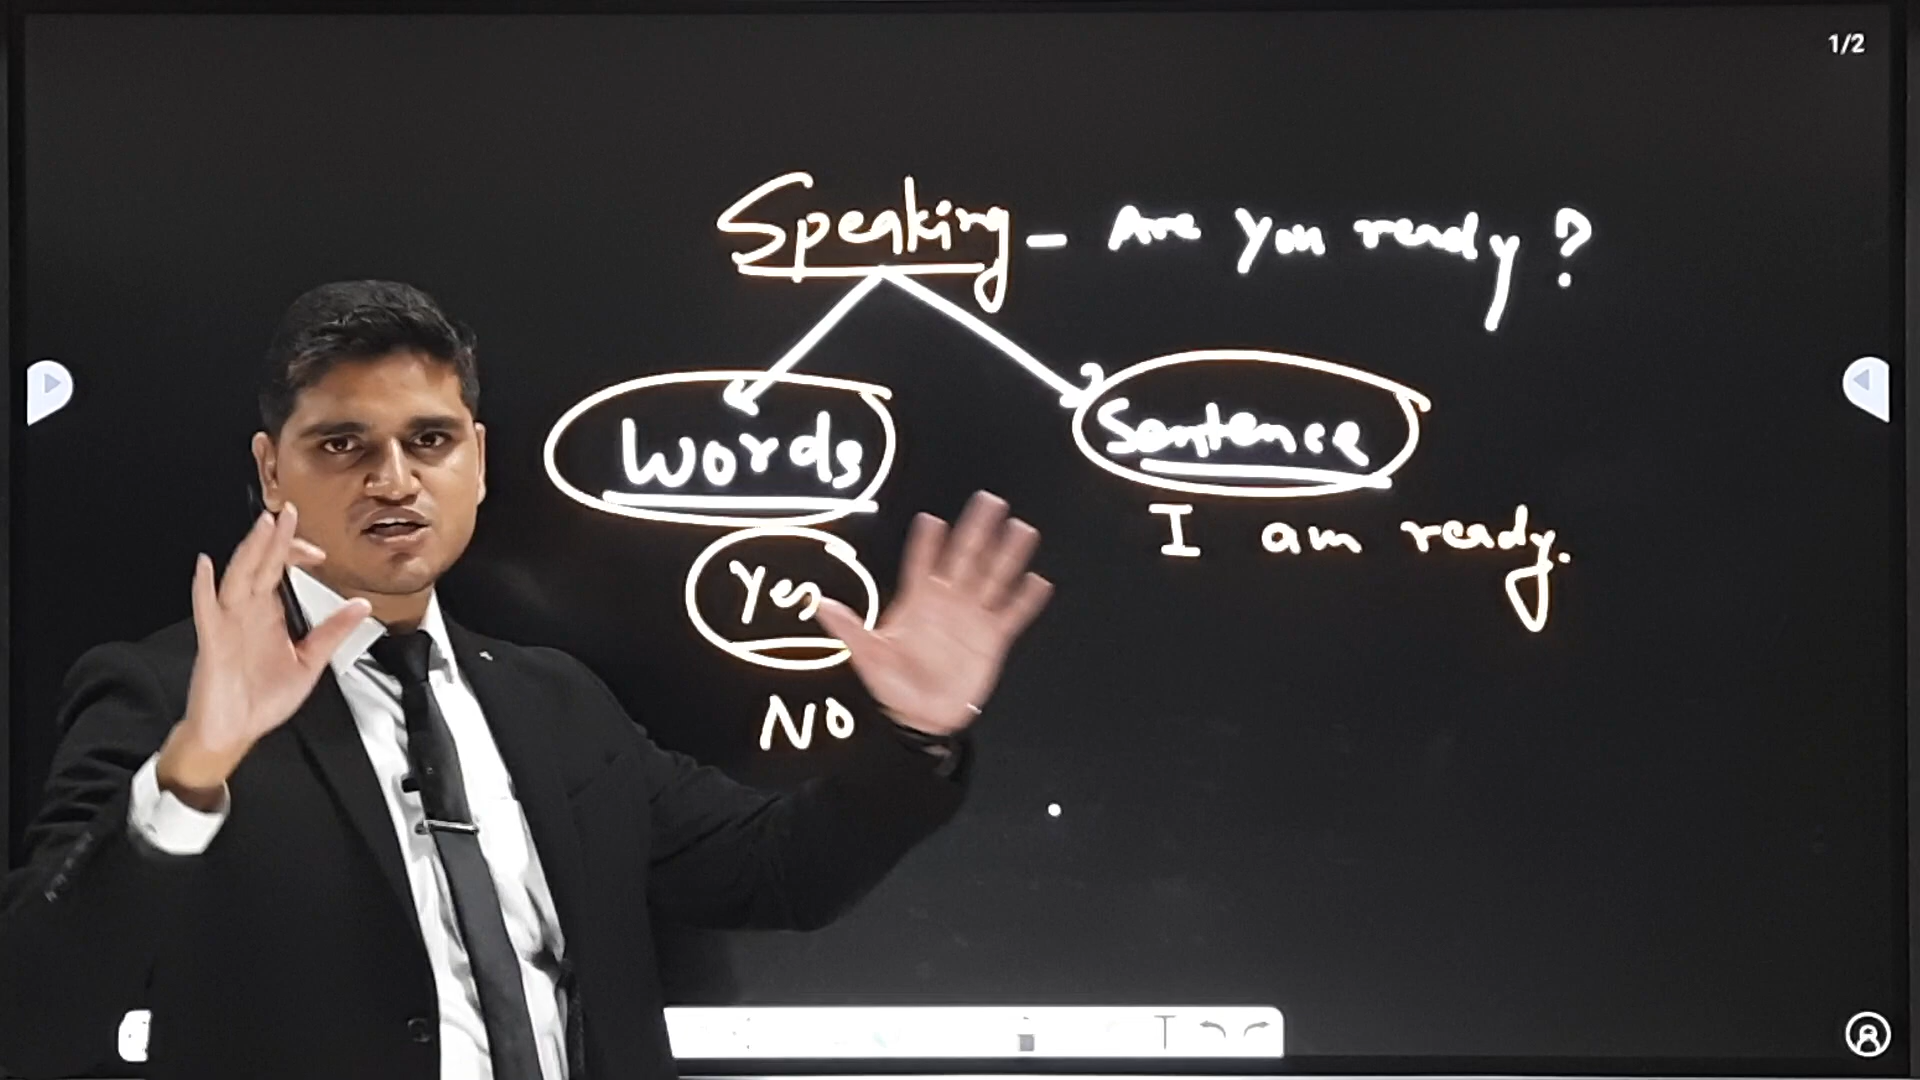 1/2
Speaking - Are you ready ?
Words
Sentence
I am ready.
Yes
NO
T